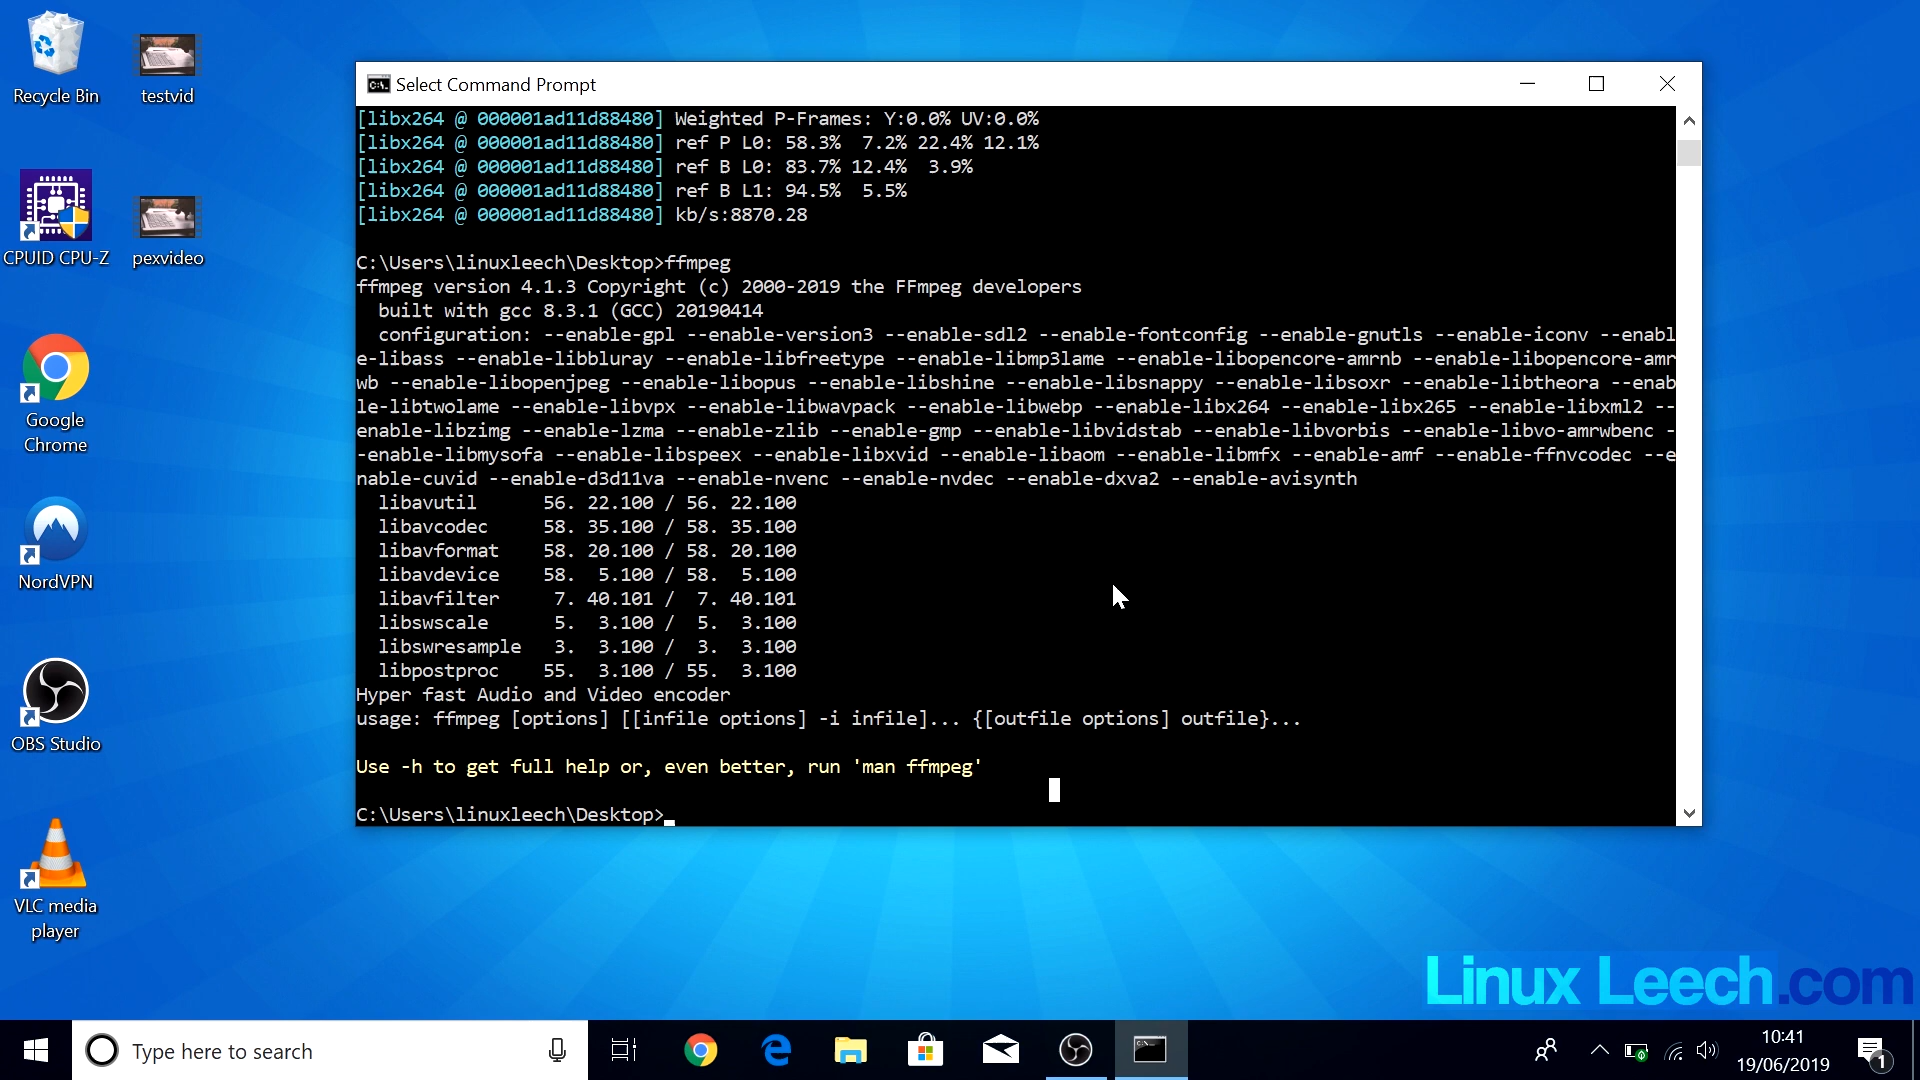 Recycle Bin
testvid
CPUID CPU-Z
pexvideo
Google
Chrome
NordVPN
OBS Studio
VLC media
player
Select Command Prompt
[libx264 @ 000001ad11d88480] Weighted P-Frames: Y:0.0% UV:0.0%
[libx264 @ 000001ad11d88480] ref P L0: 58.3%  7.2% 22.4% 12.1%
[libx264 @ 000001ad11d88480] ref B L0: 83.7% 12.4%  3.9%
[libx264 @ 000001ad11d88480] ref B L1: 94.5%  5.5%
[libx264 @ 000001ad11d88480] kb/s:8870.28
C:\Users\linuxleech\Desktop>ffmpeg
ffmpeg version 4.1.3 Copyright (c) 2000-2019 the FFmpeg developers
built with gcc 8.3.1 (GCC) 20190414
configuration: --enable-gpl --enable-version3 --enable-sdl2 --enable-fontconfig --enable-gnutls --enable-iconv --enabl
e-libass --enable-libbluray --enable-libfreetype --enable-libmp3lame --enable-libopencore-amrnb --enable-libopencore-amr
wb --enable-libopenjpeg --enable-libopus --enable-libshine --enable-libsnappy --enable-libsoxr --enable-libtheora --enab
le-libtwolame --enable-libvpx --enable-libwavpack --enable-libwebp --enable-libx264 --enable-libx265 --enable-libxml2 --
enable-libzimg --enable-lzma --enable-zlib --enable-gmp --enable-libvidstab --enable-libvorbis --enable-libvo-amrwbenc -
-enable-libmysofa --enable-libspeex --enable-libxvid --enable-libaom --enable-libmfx --enable-amf --enable-ffnvcodec --e
nable-cuvid --enable-d3d11va --enable-nvenc --enable-nvdec --enable-dxva2 --enable-avisynth
libavutil      56. 22.100 / 56. 22.100
libavcodec     58. 35.100 / 58. 35.100
libavformat    58. 20.100 / 58. 20.100
libavdevice    58.  5.100 / 58.  5.100
libavfilter     7. 40.101 /  7. 40.101
libswscale      5.  3.100 /  5.  3.100
libswresample   3.  3.100 /  3.  3.100
libpostproc    55.  3.100 / 55.  3.100
Hyper fast Audio and Video encoder
usage: ffmpeg [options] [[infile options] -i infile]... {[outfile options] outfile}...
Use -h to get full help or, even better, run 'man ffmpeg'
C:\Users\linuxleech\Desktop>
Linux Leech.com
Type here to search
10:41
19/06/2019
1